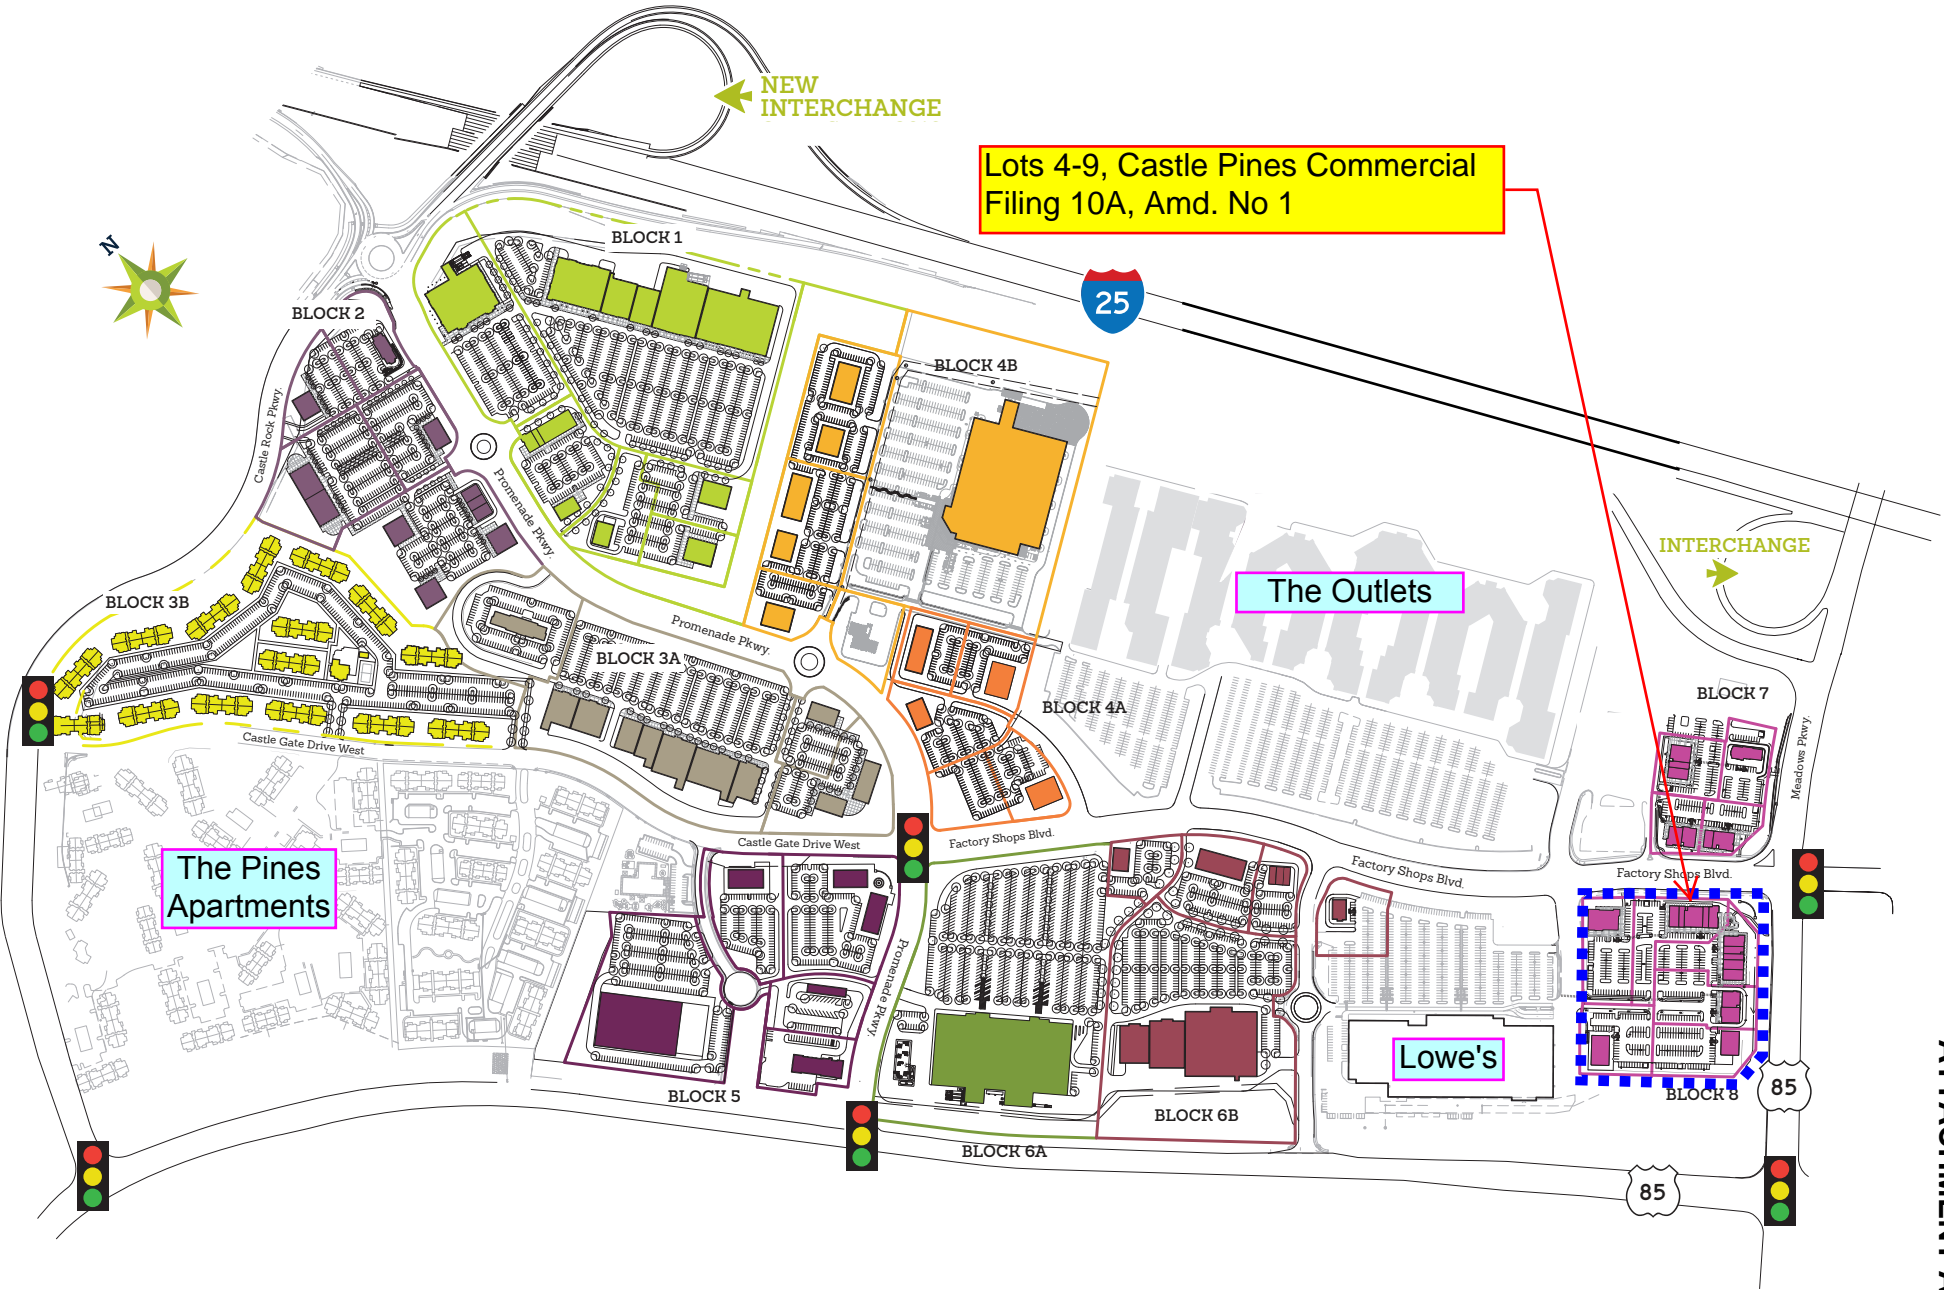 NEW
INTERCHANGE
Lots 4-9, Castle Pines Commercial
Filing 10A, Amd. No 1
N
BLOCK 1
25
BLOCK 2
BLOCK 4B
Castle Rock Pkwy.
Promenade Pkwy.
INTERCHANGE
The Outlets
BLOCK 3B
Promenade Pkwy.
BLOCK 3A
BLOCK 7
BLOCK 4A
Castle Gate Drive West
Meadows Pkwy.
Castle Gate Drive West
Factory Shops Blvd.
Factory Shops Blvd.
Factory Shops Blvd.
The Pines
Apartments
Promenade Pkwy.
Lowe's
BLOCK 5
BLOCK 8
85
BLOCK 6B
BLOCK 6A
85